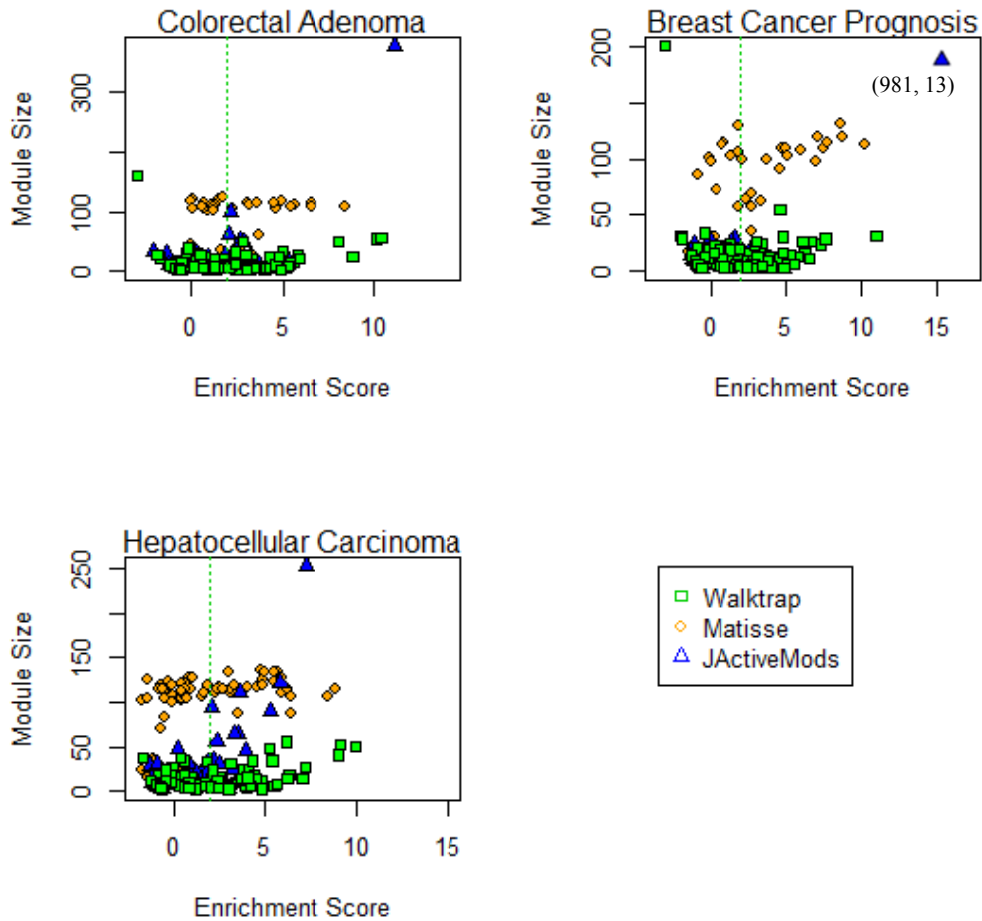 Colorectal Adenoma
Module Size
300
100
0
0 5 10
Enrichment Score
Breast Cancer Prognosis
Module Size
200
100
50
0
(981, 13)
0 5 10 15
Enrichment Score
Hepatocellular Carcinoma
Module Size
250
150
50
0
0 5 10 15
Enrichment Score
Walktrap
Matisse
JActiveMods